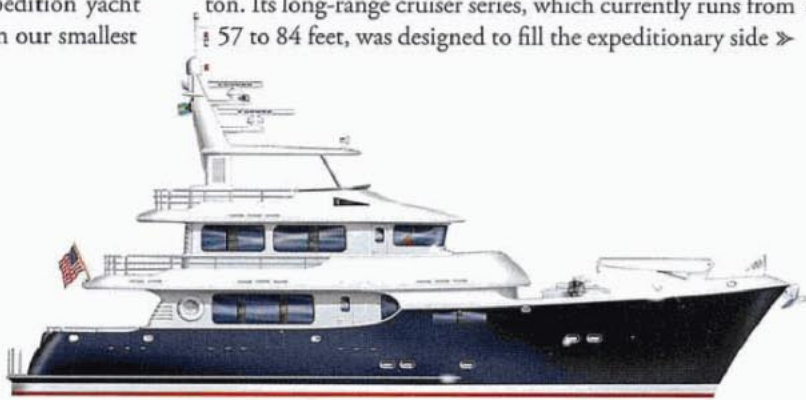 pedition yacht
n our smallest
ton. Its long-range cruiser series, which currently runs from
57 to 84 feet, was designed to fill the expeditionary side ≫